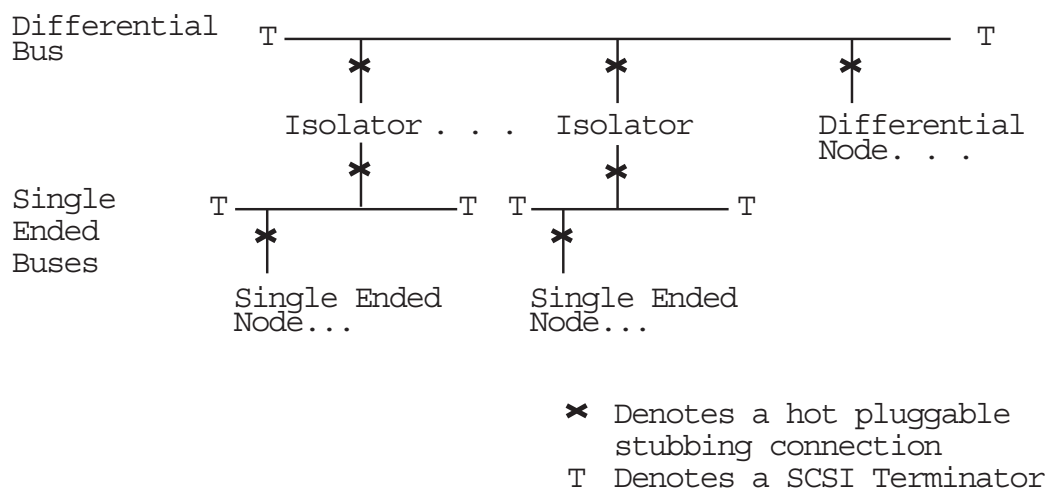 Differential
Bus
T T
Isolator . . . Isolator
Differential
Node. . .
Single
Ended
Buses
T T T T
Single Ended
Node...
Single Ended
Node...
Denotes a hot pluggable
stubbing connection
T Denotes a SCSI Terminator